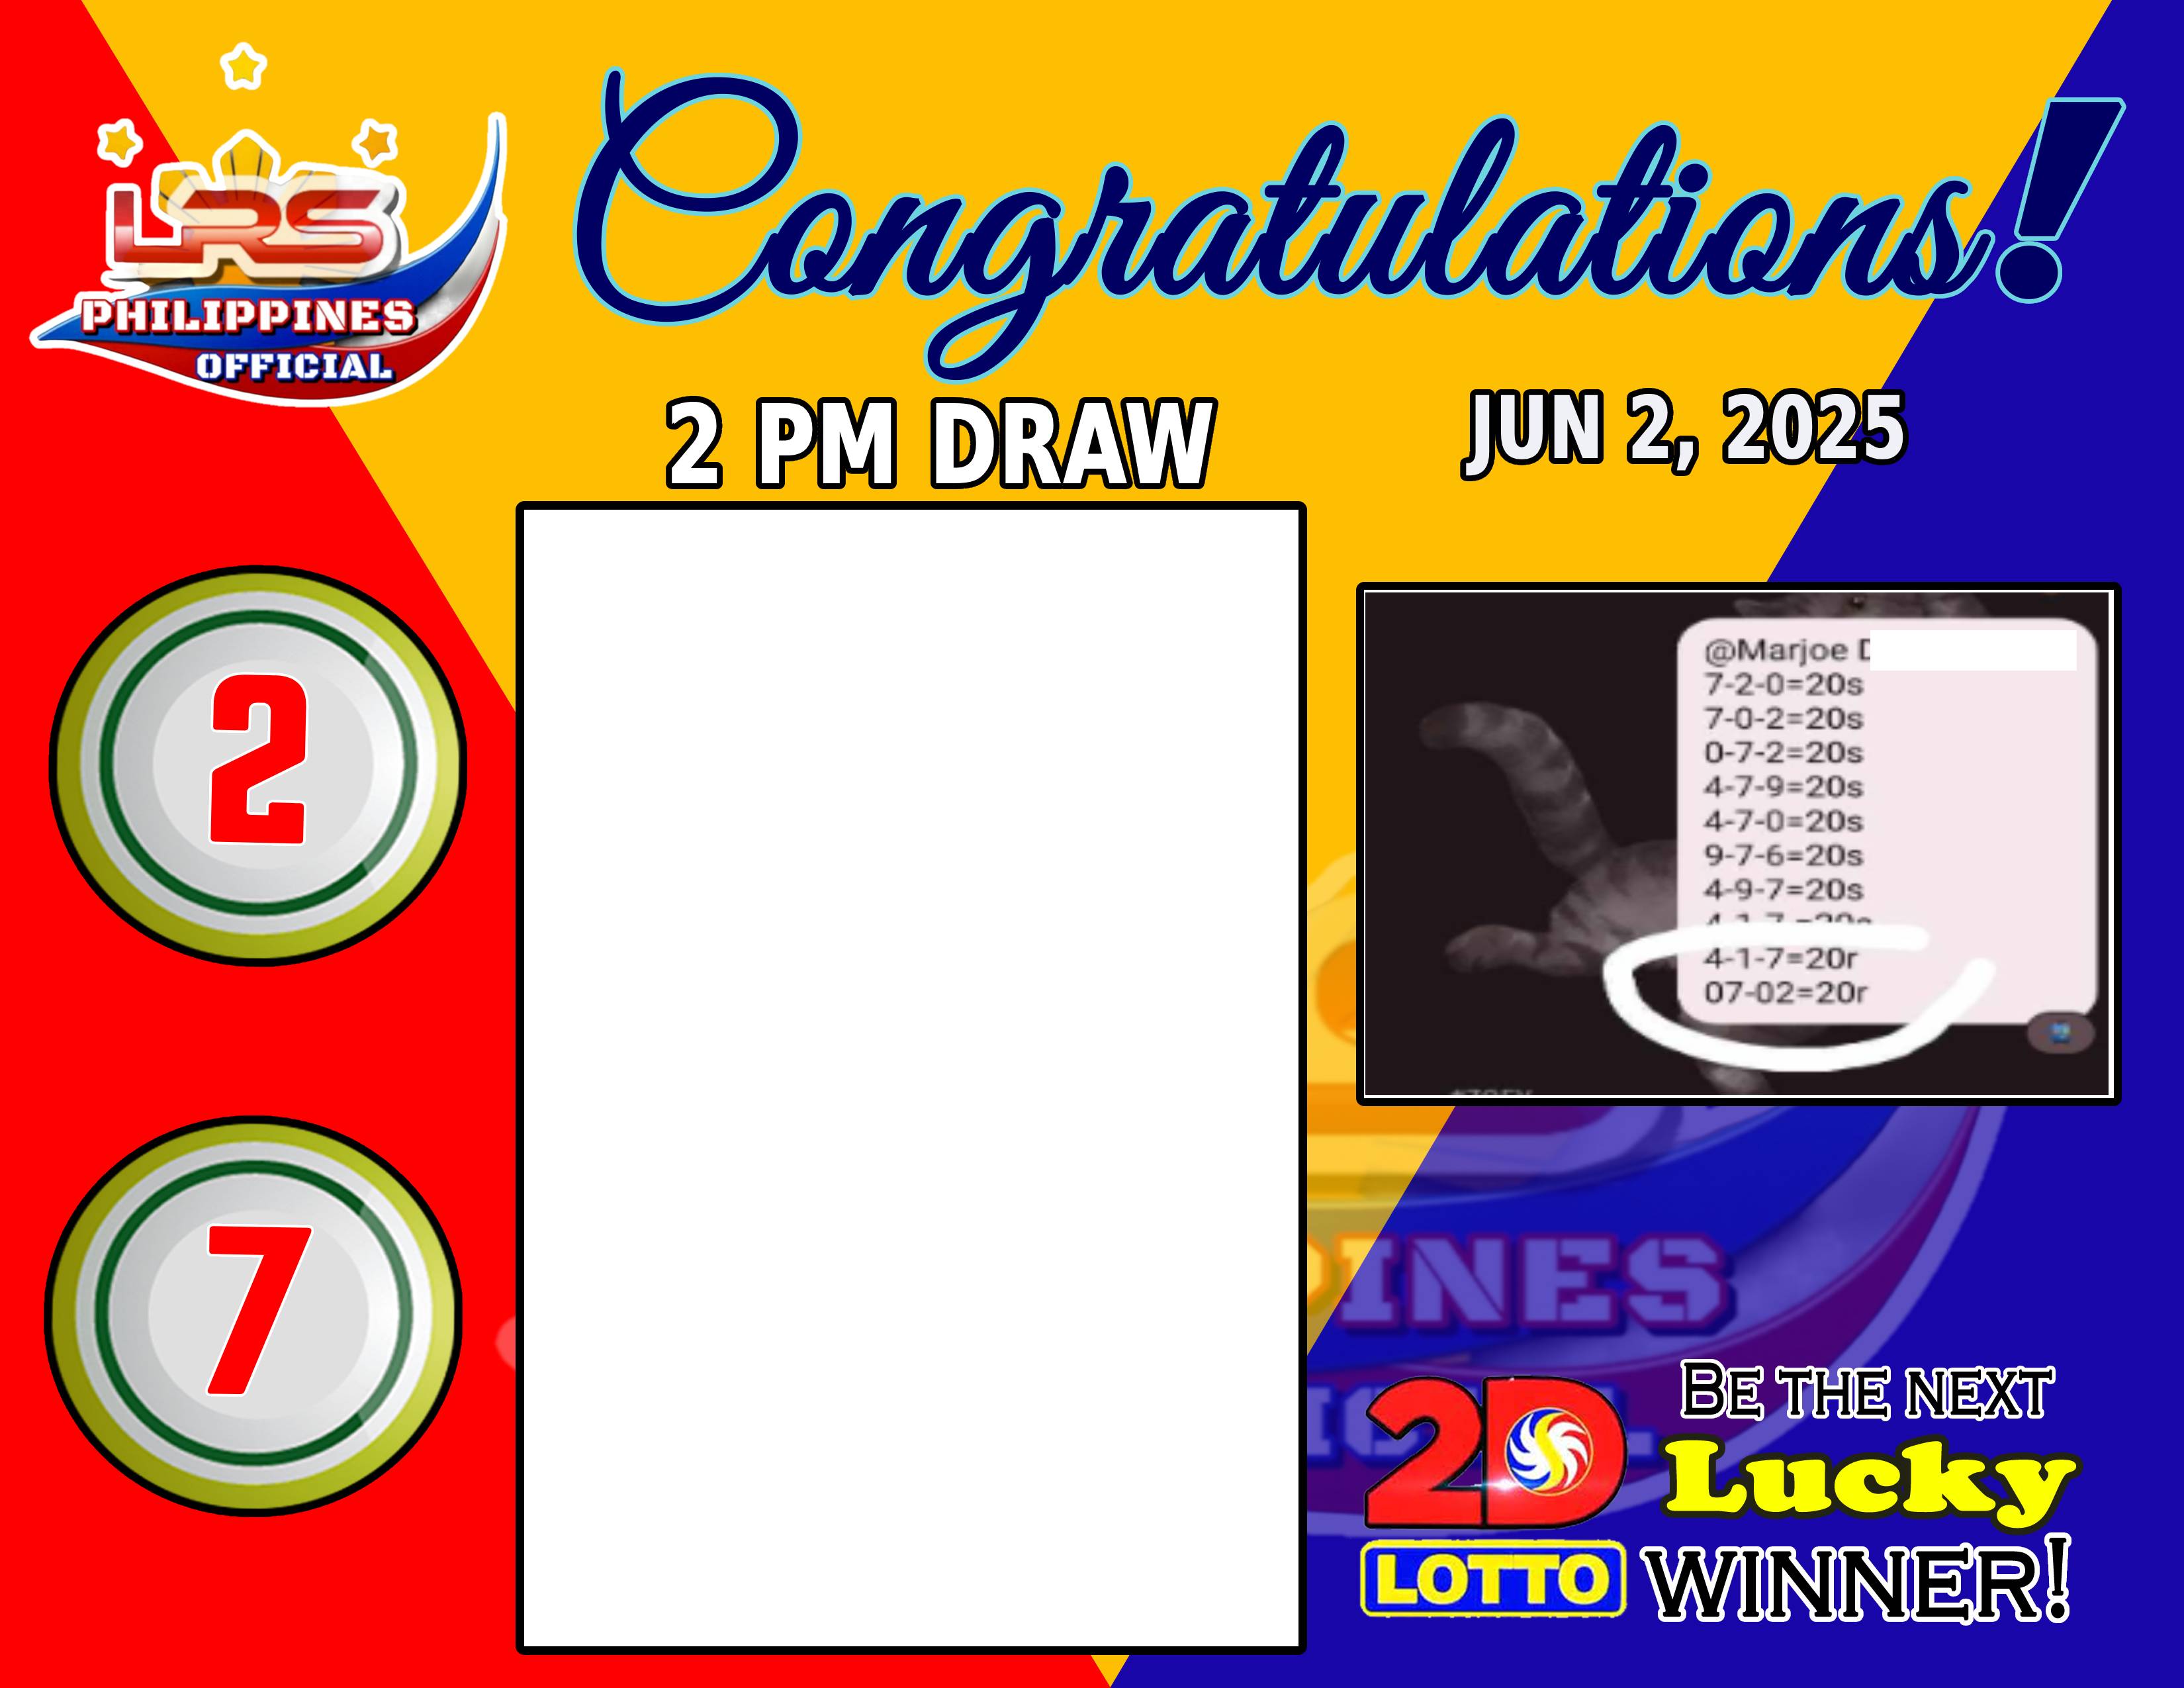 LRS
PHILIPPINES
OFFICIAL
Congratulations!
2 PM DRAW
JUN 2, 2025
2
7
@Marjoe D
7-2-0=20s
7-0-2=20s
0-7-2=20s
4-7-9=20s
4-7-0=20s
9-7-6=20s
4-9-7=20s
4-1-7=20r
07-02=20r
PINES
2D
LOTTO
BE THE NEXT
Lucky
WINNER!